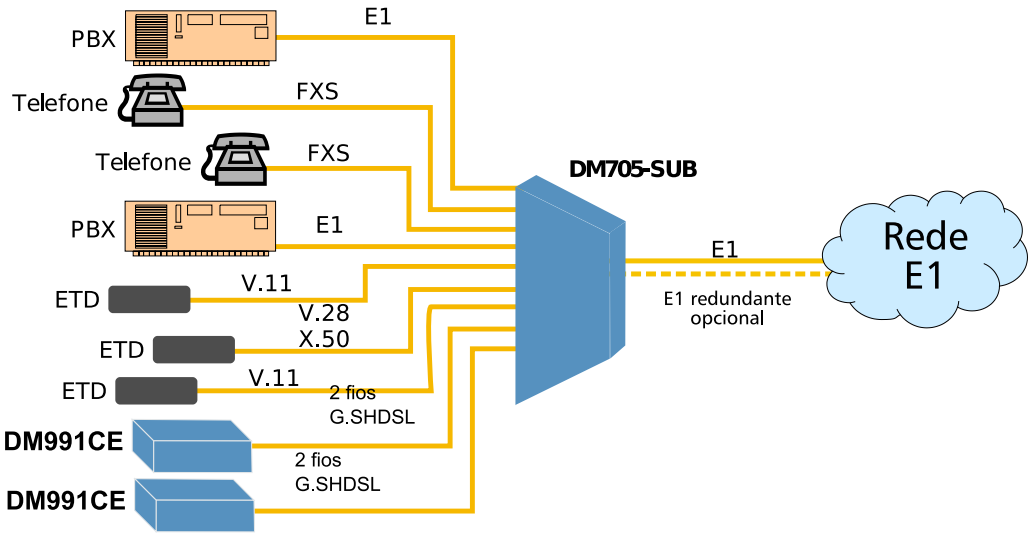 E1
PBX
FXS
Telefone
FXS
Telefone
DM705-SUB
E1
PBX
Rede
E1
E1
V.11
ETD
E1 redundante
opcional
V.28
X.50
ETD
V.11
ETD
2 fios
G.SHDSL
DM991CE
2 fios
G.SHDSL
DM991CE